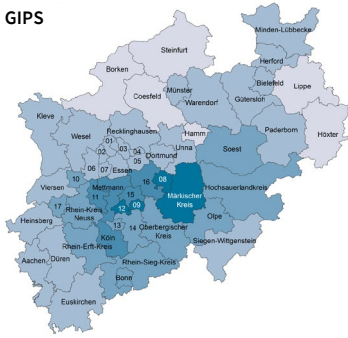 GIPS
Minden-Lübbecke
Steinfurt
Herford
Borken
Bielefeld
Lippe
Münster
Coesfeld
Warendorf
Gütersloh
Kleve
Höxter
Recklinghausen
Hamm
Paderborn
Wesel
01
02
03
04
Unna
05
Dortmund
Soest
06
07
Essen
10
08
Viersen
Mettmann
16
Hochsauerlandkreis
11
15
Märkischer
Kreis
17
Rhein-Kreis
Neuss
12
09
Heinsberg
13
14
Oberbergischer
Kreis
Olpe
Köln
Rhein-Erft-Kreis
Siegen-Wittgenstein
Aachen
Düren
Rhein-Sieg-Kreis
Bonn
Euskirchen